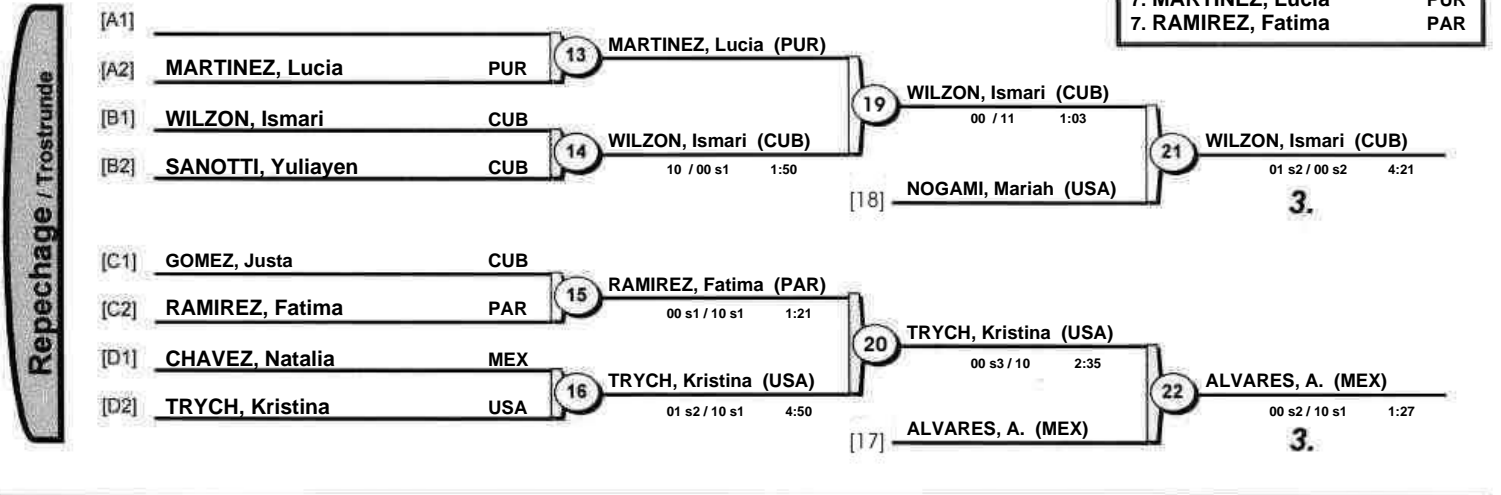 7. MARTINEZ, Lucia PUR
7. RAMIREZ, Fatima PAR
Repechage / Trostrunde
[A1]
[A2] MARTINEZ, Lucia PUR
13
MARTINEZ, Lucia (PUR)
[B1] WILZON, Ismari CUB
[B2] SANOTTI, Yuliayen CUB
14
WILZON, Ismari (CUB)
10 / 00 s1 1:50
19
WILZON, Ismari (CUB)
00 / 11 1:03
[18] NOGAMI, Mariah (USA)
21
WILZON, Ismari (CUB)
01 s2 / 00 s2 4:21
3.
[C1] GOMEZ, Justa CUB
[C2] RAMIREZ, Fatima PAR
15
RAMIREZ, Fatima (PAR)
00 s1 / 10 s1 1:21
[D1] CHAVEZ, Natalia MEX
[D2] TRYCH, Kristina USA
16
TRYCH, Kristina (USA)
01 s2 / 10 s1 4:50
20
TRYCH, Kristina (USA)
00 s3 / 10 2:35
[17] ALVARES, A. (MEX)
22
ALVARES, A. (MEX)
00 s2 / 10 s1 1:27
3.